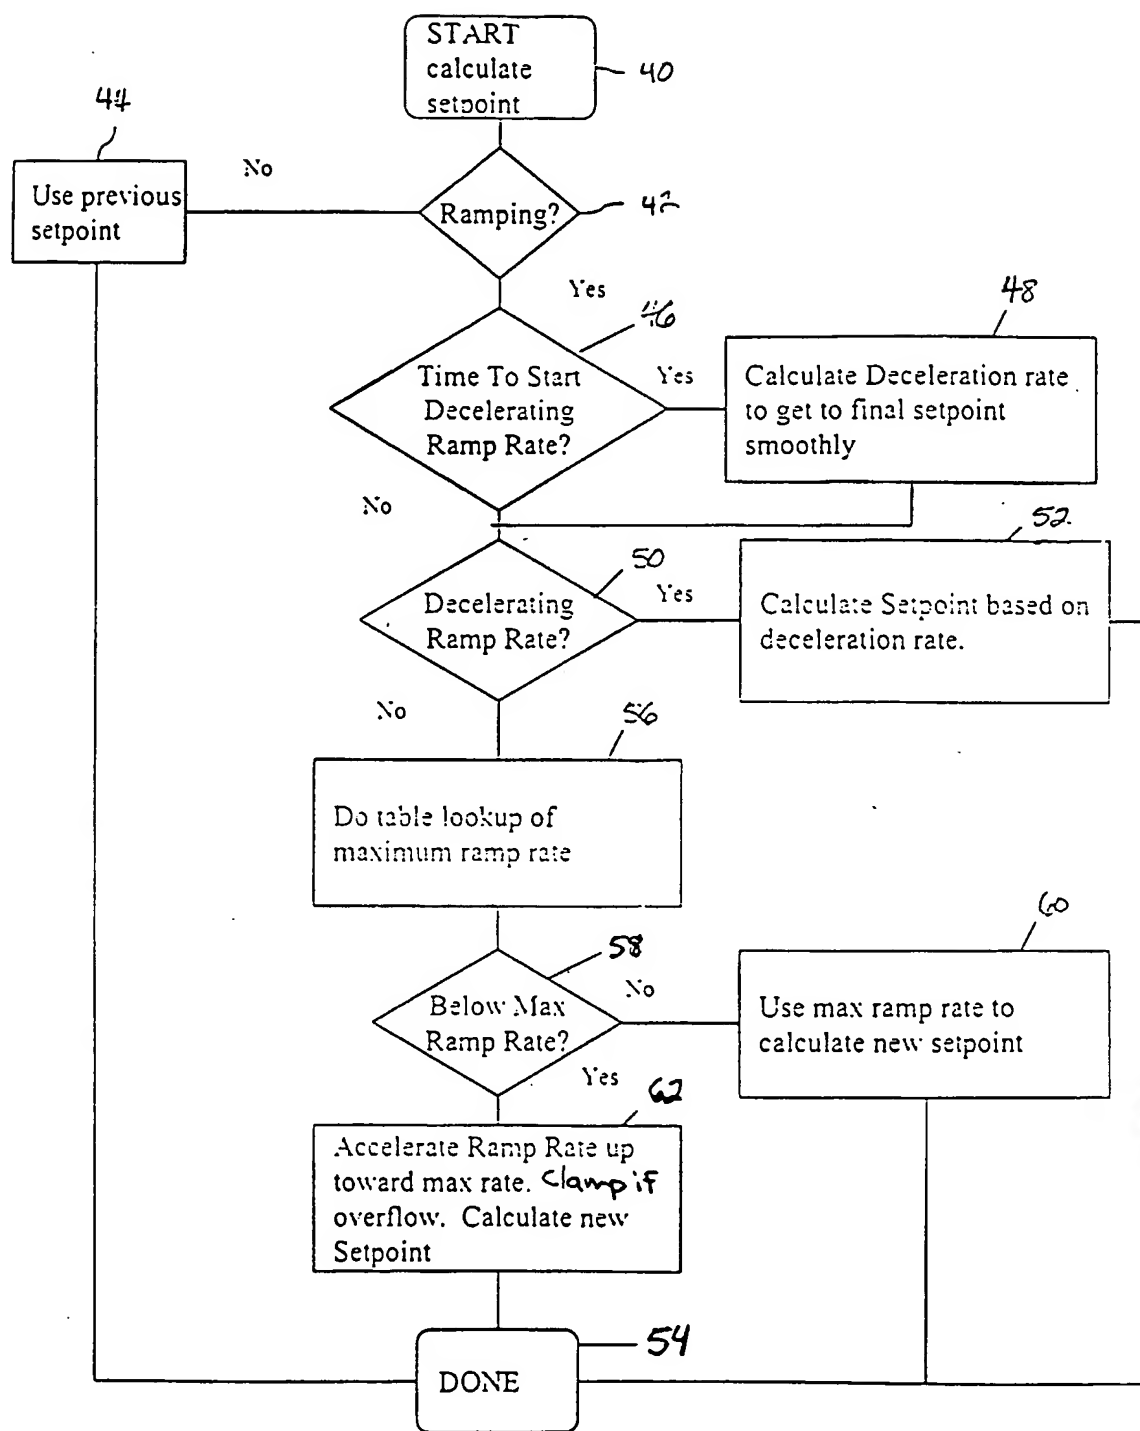 START
calculate
setpoint
40
44
No
Use previous
setpoint
Ramping?
42
Yes
46
48
Time To Start
Decelerating
Ramp Rate?
Yes
Calculate Deceleration rate
to get to final setpoint
smoothly
No
52
50
Decelerating
Ramp Rate?
Yes
Calculate Setpoint based on
deceleration rate.
No
56
Do table lookup of
maximum ramp rate
60
58
Below Max
Ramp Rate?
No
Use max ramp rate to
calculate new setpoint
Yes
62
Accelerate Ramp Rate up
toward max rate. Clamp if
overflow. Calculate new
Setpoint
54
DONE